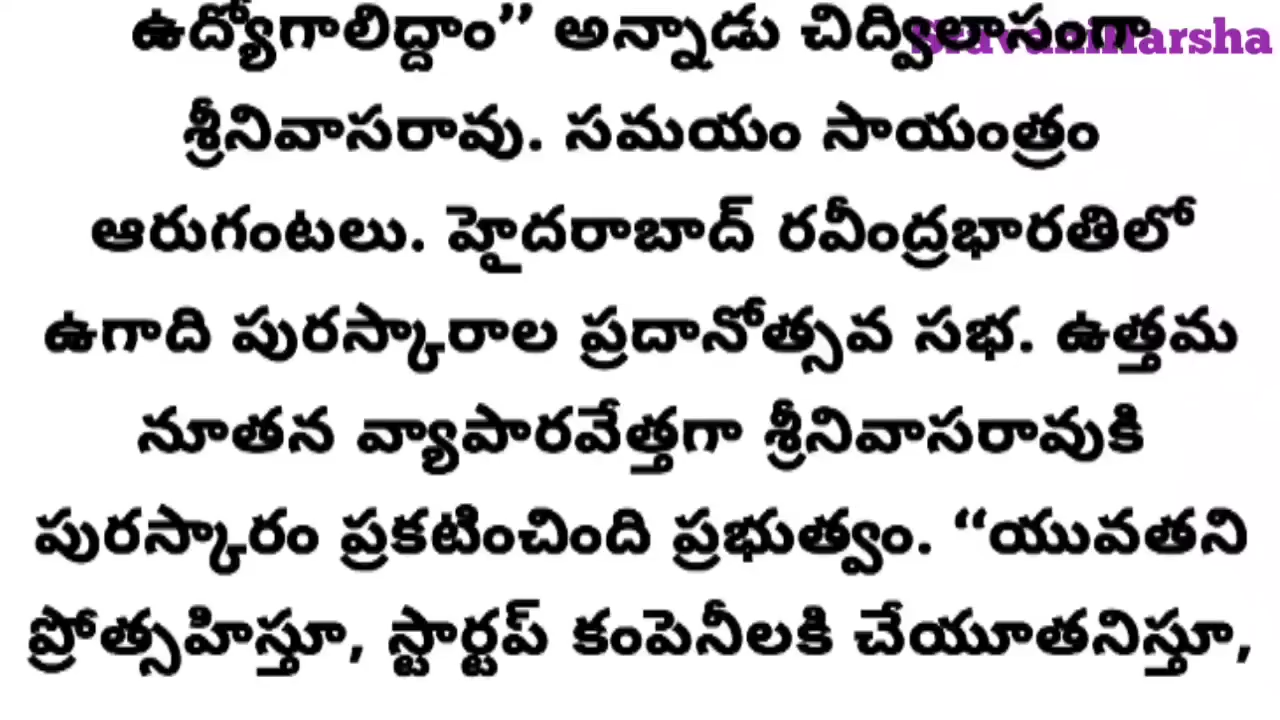 ఉద్యోగాలిద్దాం” అన్నాడు చిద్విలాసంగా
శ్రీనివాసరావు. సమయం సాయంత్రం
ఆరుగంటలు. హైదరాబాద్ రవీంద్రభారతిలో
ఉగాది పురస్కారాల ప్రదానోత్సవ సభ. ఉత్తమ
నూతన వ్యాపారవేత్తగా శ్రీనివాసరావుకి
పురస్కారం ప్రకటించింది ప్రభుత్వం. “యువతని
ప్రోత్సహిస్తూ, స్టార్టప్ కంపెనీలకి చేయూతనిస్తూ,